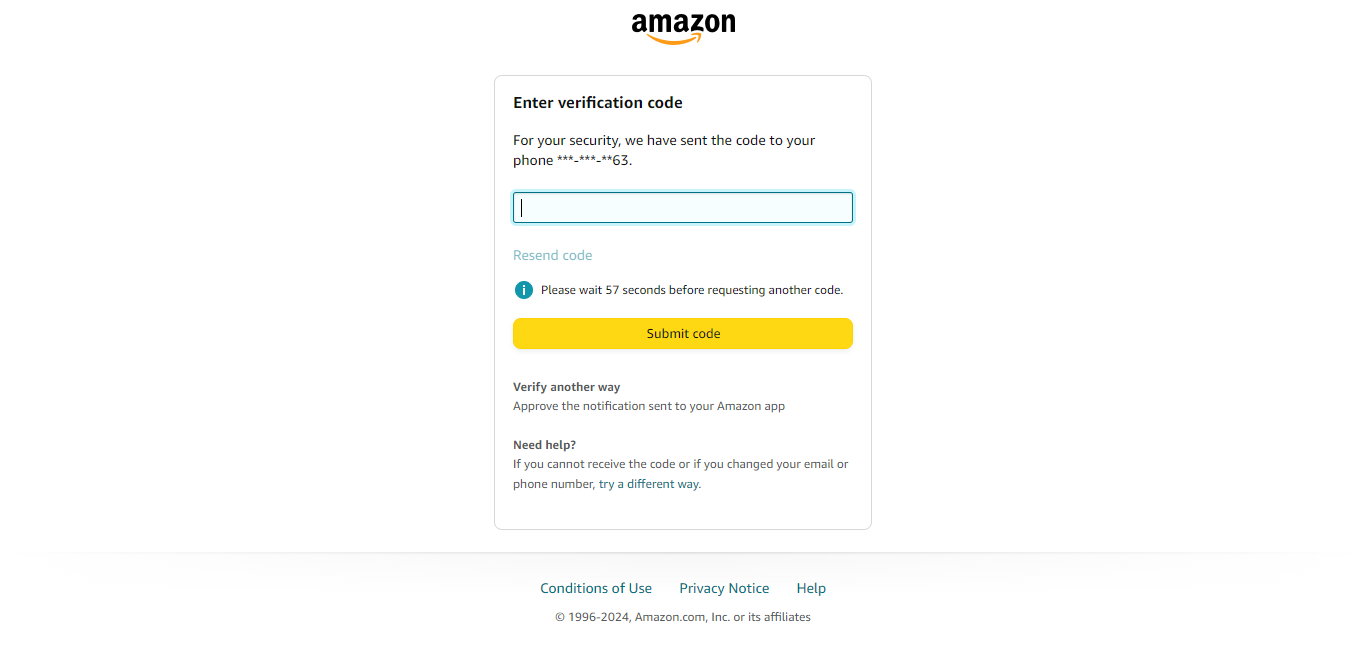 amazon
Enter verification code
For your security, we have sent the code to your
phone ***-***-**63.
Resend code
i Please wait 57 seconds before requesting another code.
Submit code
Verify another way
Approve the notification sent to your Amazon app
Need help?
If you cannot receive the code or if you changed your email or
phone number, try a different way.
Conditions of Use Privacy Notice Help
© 1996-2024, Amazon.com, Inc. or its affiliates